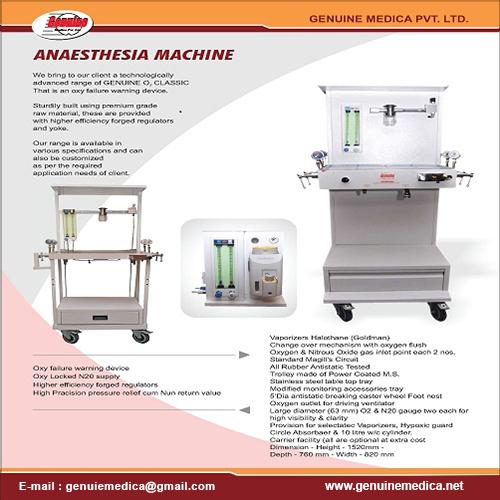 Genuine
Medica Pvt. Ltd.
GENUINE MEDICA PVT. LTD.
ANAESTHESIA MACHINE
We bring to our client a technologically
advanced range of GENUINE O₂ CLASSIC
That is an oxy failure warning device.
Sturdily built using premium grade
raw material, these are provided
with higher efficiency forged regulators
and yoke.
Our range is available in
various specifications and can
also be customized
as per the required
application needs of client.
Genuine
Oxy failure warning device
Oxy Locked N20 supply
Higher efficiency forged regulators
High Pracision pressure relief cum Nun return value
Vaporizers Halothane (Goldman)
Change over mechanism with oxygen flush
Oxygen & Nitrous Oxide gas inlet point each 2 nos.
Standard Magill's Circuit
All Rubber Antistatic Tested
Trolley made of Power Coated M.S.
Stainless steel table top tray
Modified monitoring accessories tray
5'Dia antistatic breaking caster wheel Foot nest
Oxygen outlet for driving ventilator
Large diameter (63 mm) O2 & N20 gauge two each for
high visibility & clarity
Provision for selectatec Vaporizers, Hypoxic guard
Circle Absorbant & 10 litre w/c cylinder.
Carrier facility (all are optional at extra cost
Dimension - Height - 1520mm -
Depth - 760 mm - Width - 820 mm
E-mail : genuiemedica@gmail.com
www.genuinemedica.net